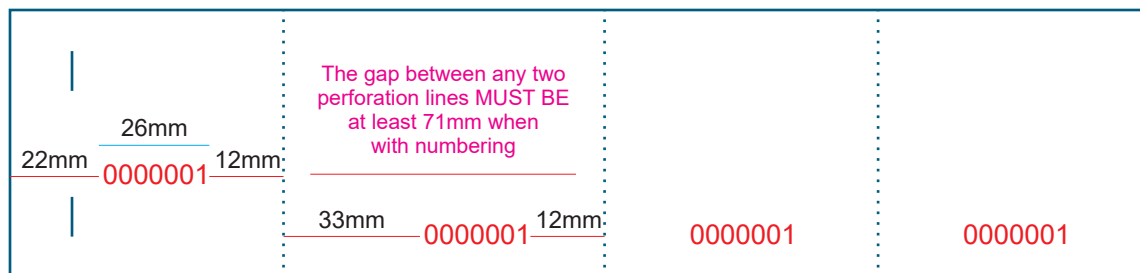 The gap between any two
perforation lines MUST BE
at least 71mm when
with numbering
26mm
22mm 0000001 12mm
33mm 0000001 12mm 0000001 0000001